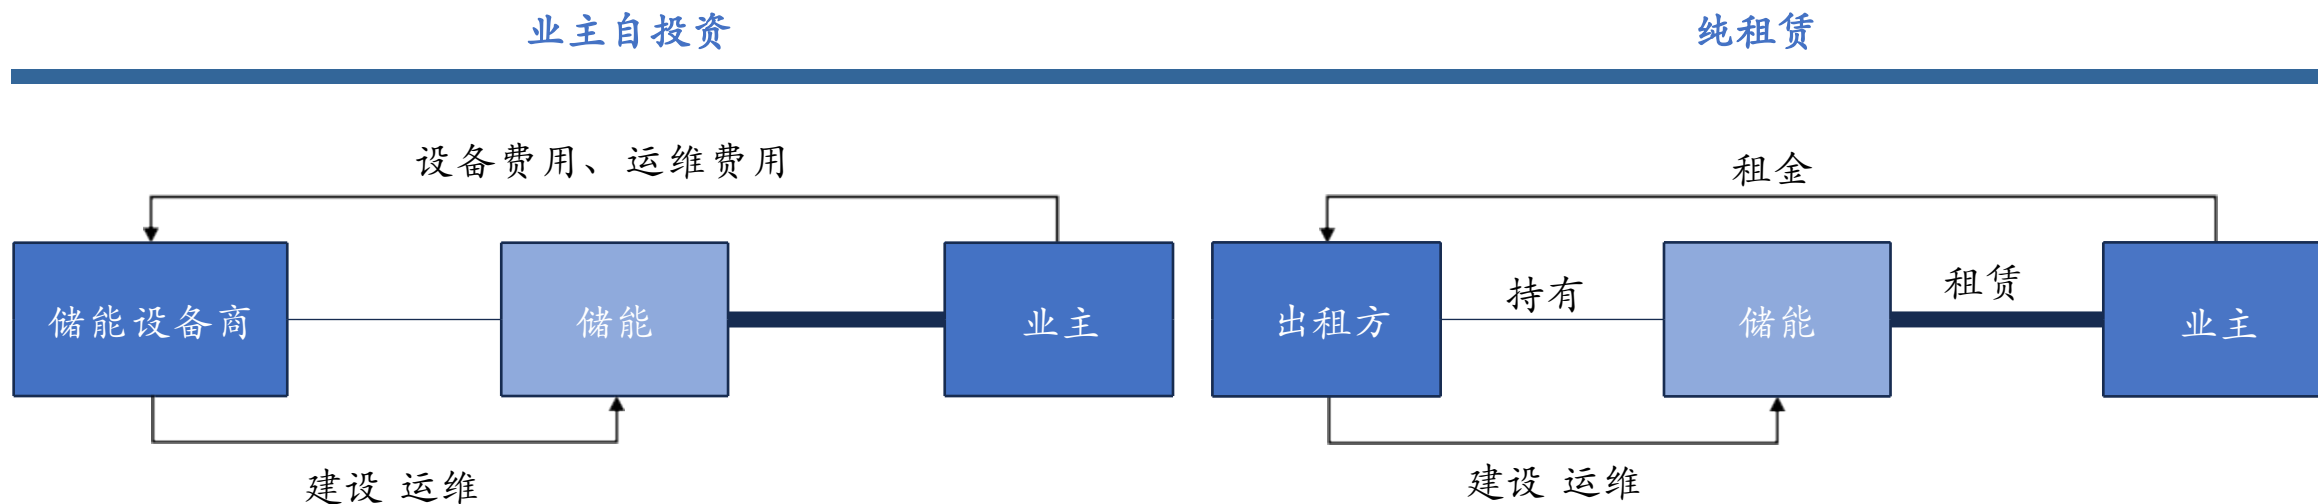 业主自投资
纯租赁
设备费用、运维费用
储能设备商
储能
业主
建设 运维
租金
出租方
持有
储能
租赁
业主
建设 运维